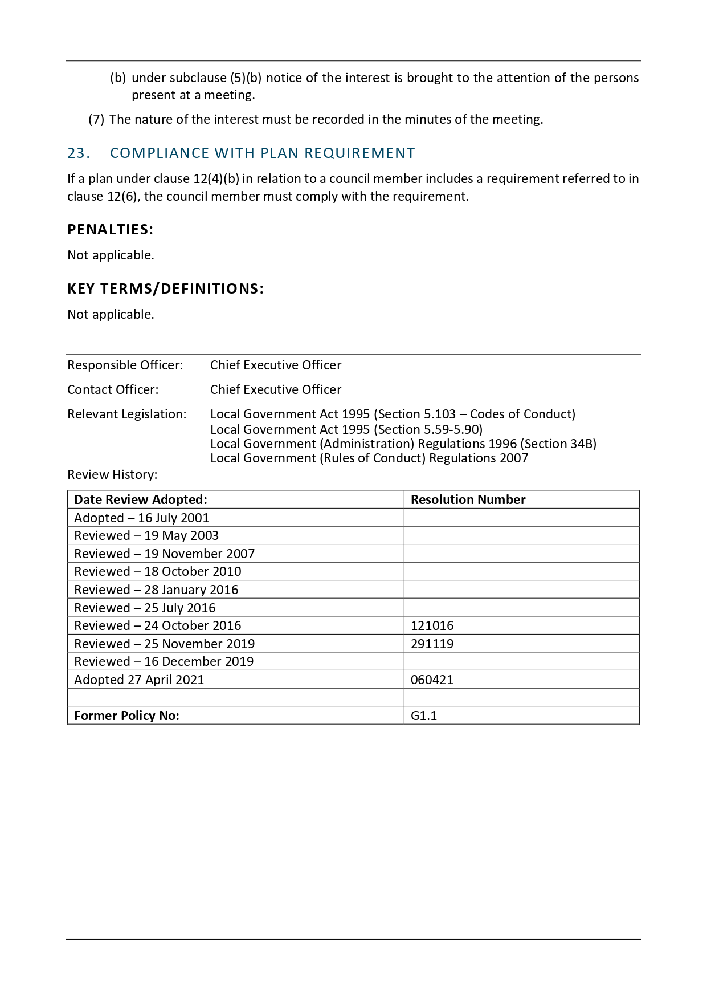 (b) under subclause (5)(b) notice of the interest is brought to the attention of the persons
present at a meeting.
(7) The nature of the interest must be recorded in the minutes of the meeting.
23. COMPLIANCE WITH PLAN REQUIREMENT
If a plan under clause 12(4)(b) in relation to a council member includes a requirement referred to in
clause 12(6), the council member must comply with the requirement.
PENALTIES:
Not applicable.
KEY TERMS/DEFINITIONS:
Not applicable.
Responsible Officer: Chief Executive Officer
Contact Officer: Chief Executive Officer
Relevant Legislation: Local Government Act 1995 (Section 5.103 – Codes of Conduct)
Local Government Act 1995 (Section 5.59-5.90)
Local Government (Administration) Regulations 1996 (Section 34B)
Local Government (Rules of Conduct) Regulations 2007
Review History:
Date Review Adopted: Resolution Number
Adopted – 16 July 2001
Reviewed – 19 May 2003
Reviewed – 19 November 2007
Reviewed – 18 October 2010
Reviewed – 28 January 2016
Reviewed – 25 July 2016
Reviewed – 24 October 2016 121016
Reviewed – 25 November 2019 291119
Reviewed – 16 December 2019
Adopted 27 April 2021 060421
Former Policy No: G1.1